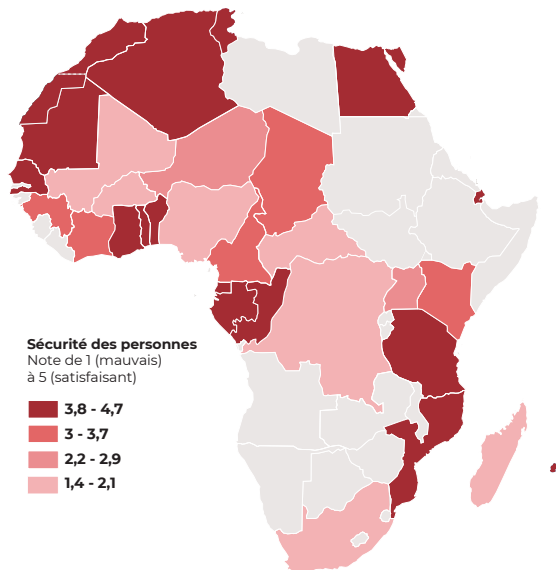 Sécurité des personnes
Note de 1 (mauvais)
à 5 (satisfaisant)
3,8 - 4,7
3 - 3,7
2,2 - 2,9
1,4 - 2,1